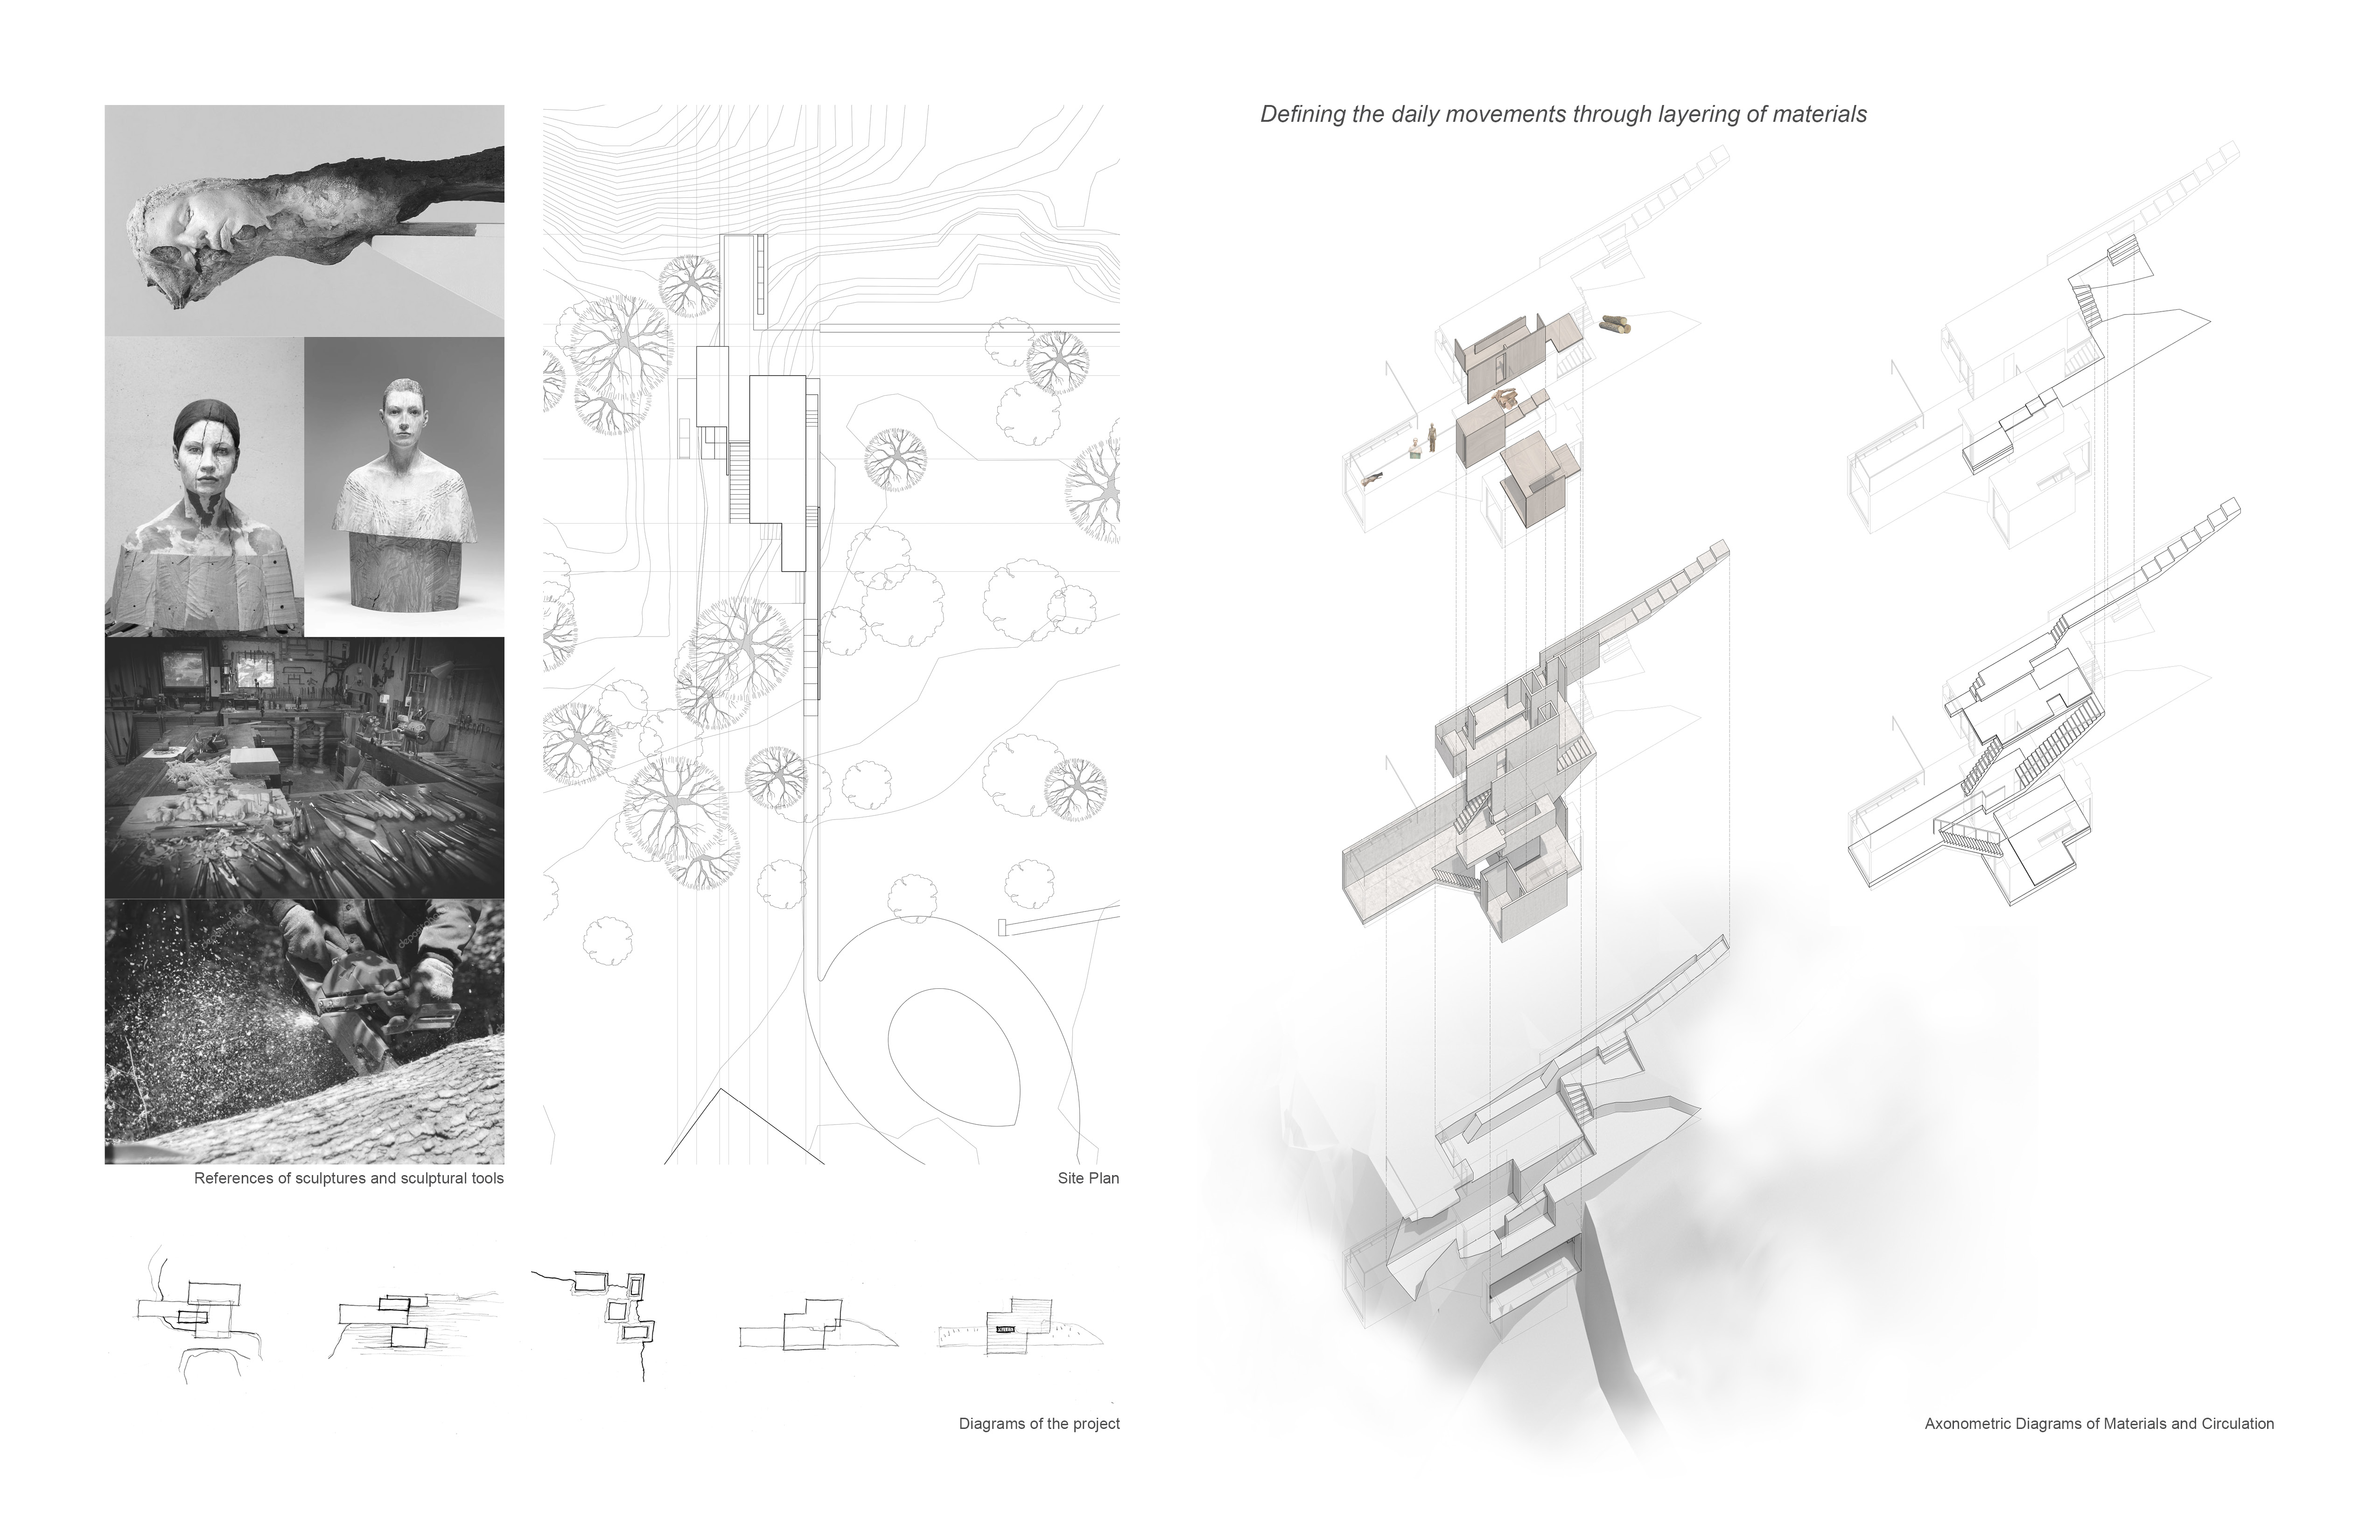 Defining the daily movements through layering of materials
References of sculptures and sculptural tools
Site Plan
Diagrams of the project
Axonometric Diagrams of Materials and Circulation